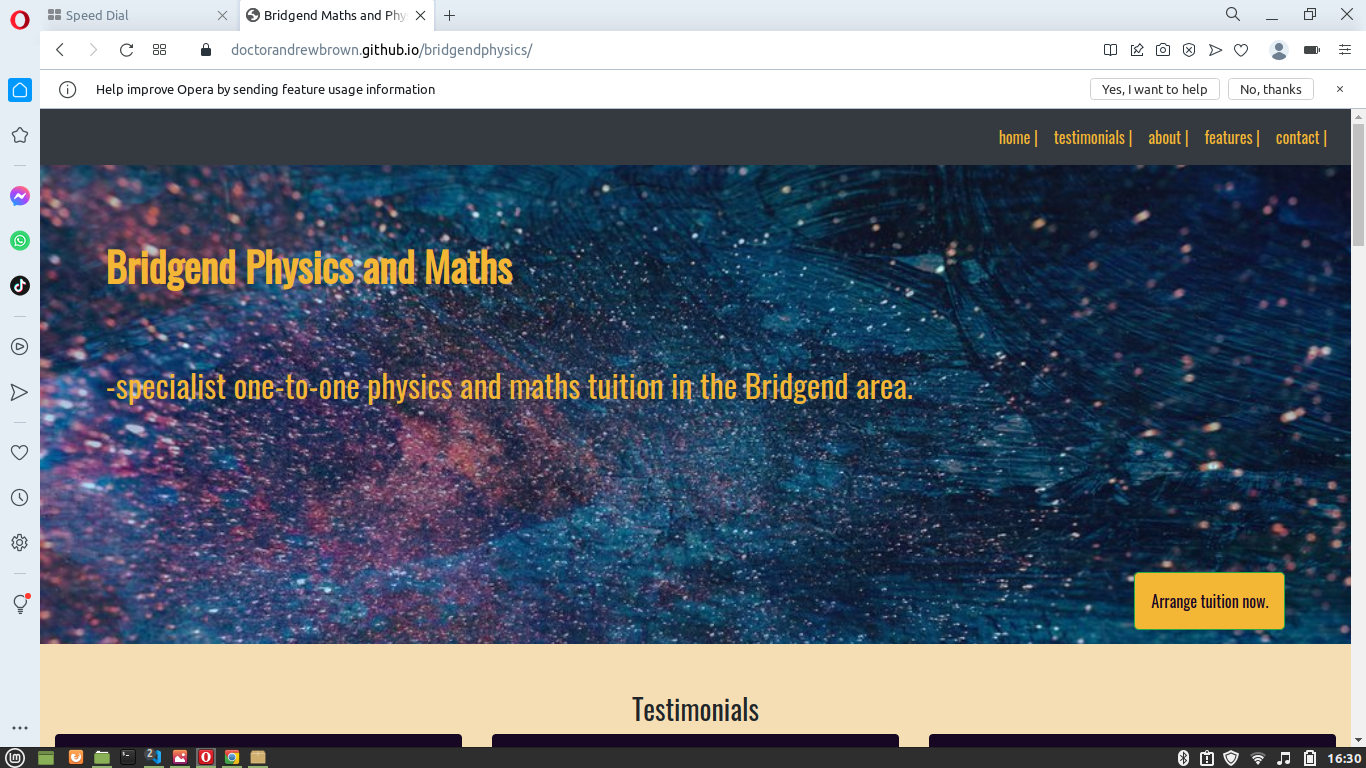 Speed Dial
Bridgend Maths and Phy
doctorandrewbrown.github.io/bridgendphysics/
Help improve Opera by sending feature usage information
Yes, I want to help
No, thanks
home |
testimonials |
about |
features |
contact |
Bridgend Physics and Maths
-specialist one-to-one physics and maths tuition in the Bridgend area.
Arrange tuition now.
Testimonials
2
16:30